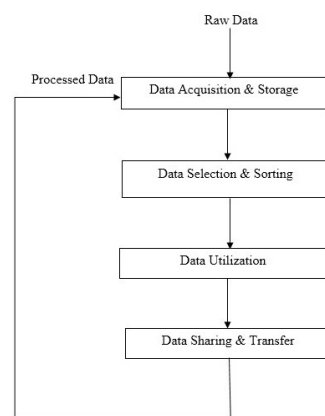 Raw Data
Processed Data
Data Acquisition & Storage
Data Selection & Sorting
Data Utilization
Data Sharing & Transfer